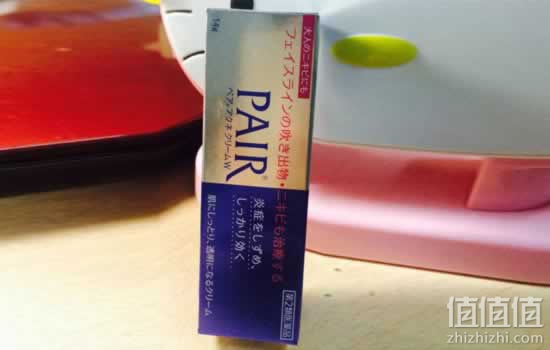 14g
大人のニキビにも
フェイスラインの吹き出物・ニキビも治療する
PAIR®
ペアアクネクリームW
炎症をしずめ、
しっかり効く
肌にしっとり、透明になるクリーム
第2類医薬品
值值值
zhizhizhi.com